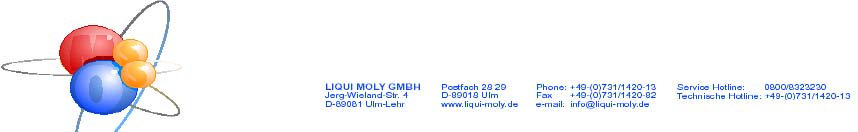 LIQUI MOLY GMBH Postfach 28 29 Phone: +49-(0)731/1420-13 Service Hotline: 0800/8323230
Jerg-Wieland-Str. 4 D-89018 Ulm Fax +49-(0)731/1420-82 Technische Hotline: +49-(0)731/1420-13
D-89081 Ulm-Lehr www.liqui-moly.de e-mail: info@liqui-moly.de